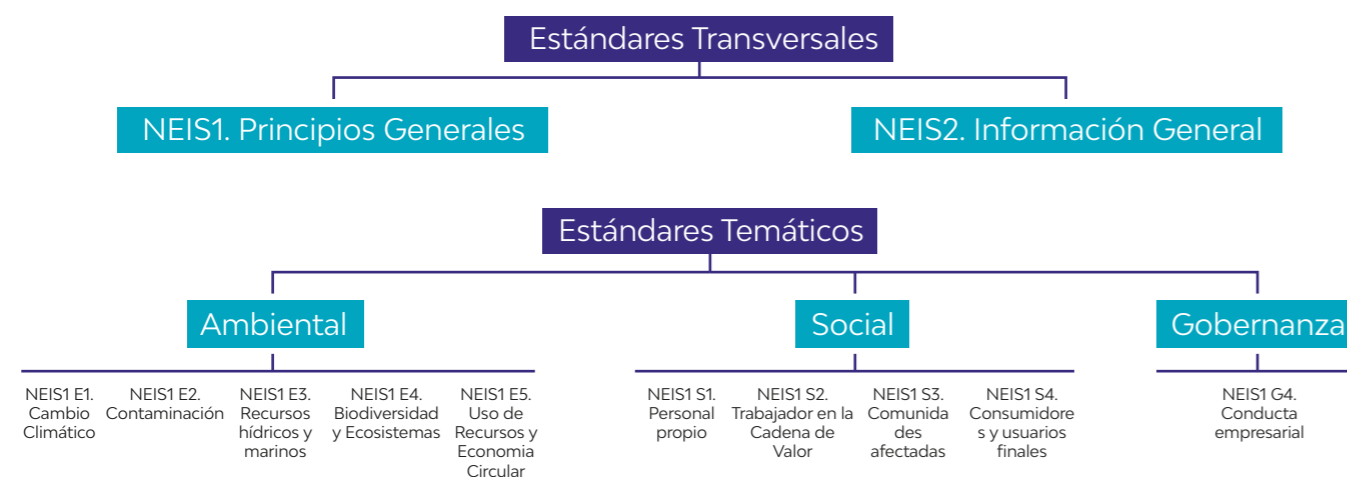 Estándares Transversales
NEIS1. Principios Generales
NEIS2. Información General
Estándares Temáticos
Ambiental
Social
Gobernanza
NEIS1 E1.
Cambio
Climático
NEIS1 E2.
Contaminación
NEIS1 E3.
Recursos
hídricos y
marinos
NEIS1 E4.
Biodiversidad
y Ecosistemas
NEIS1 E5.
Uso de
Recursos y
Economia
Circular
NEIS1 S1.
Personal
propio
NEIS1 S2.
Trabajador en la
Cadena de
Valor
NEIS1 S3.
Comunida
des
afectadas
NEIS1 S4.
Consumidore
s y usuarios
finales
NEIS1 G4.
Conducta
empresarial